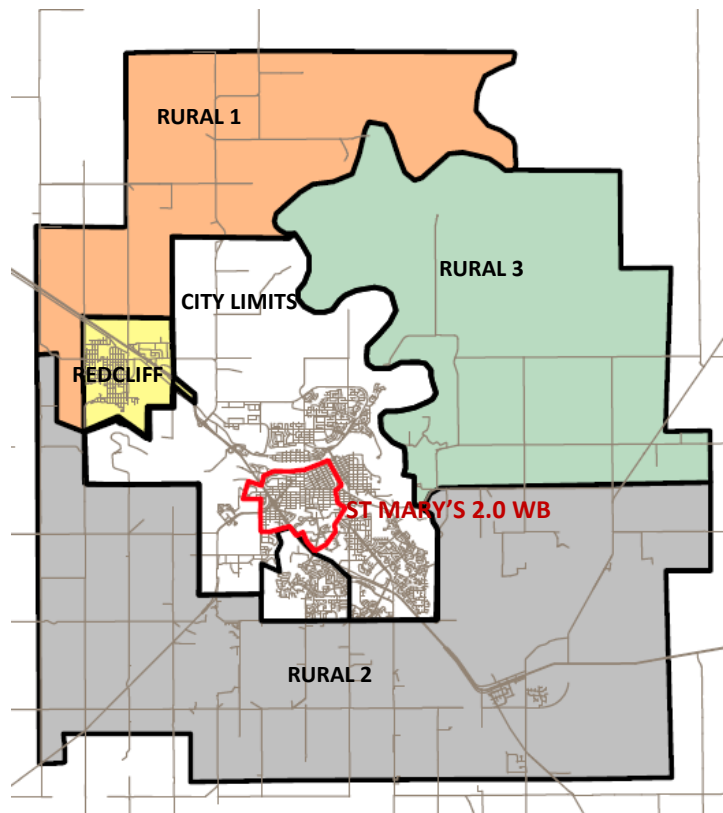 RURAL 1
RURAL 3
CITY LIMITS
REDCLIFF
ST MARY'S 2.0 WB
RURAL 2